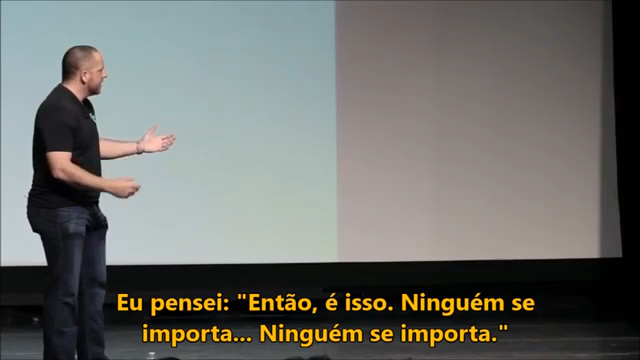 Eu pensei: "Então, é isso. Ninguém se
importa... Ninguém se importa."